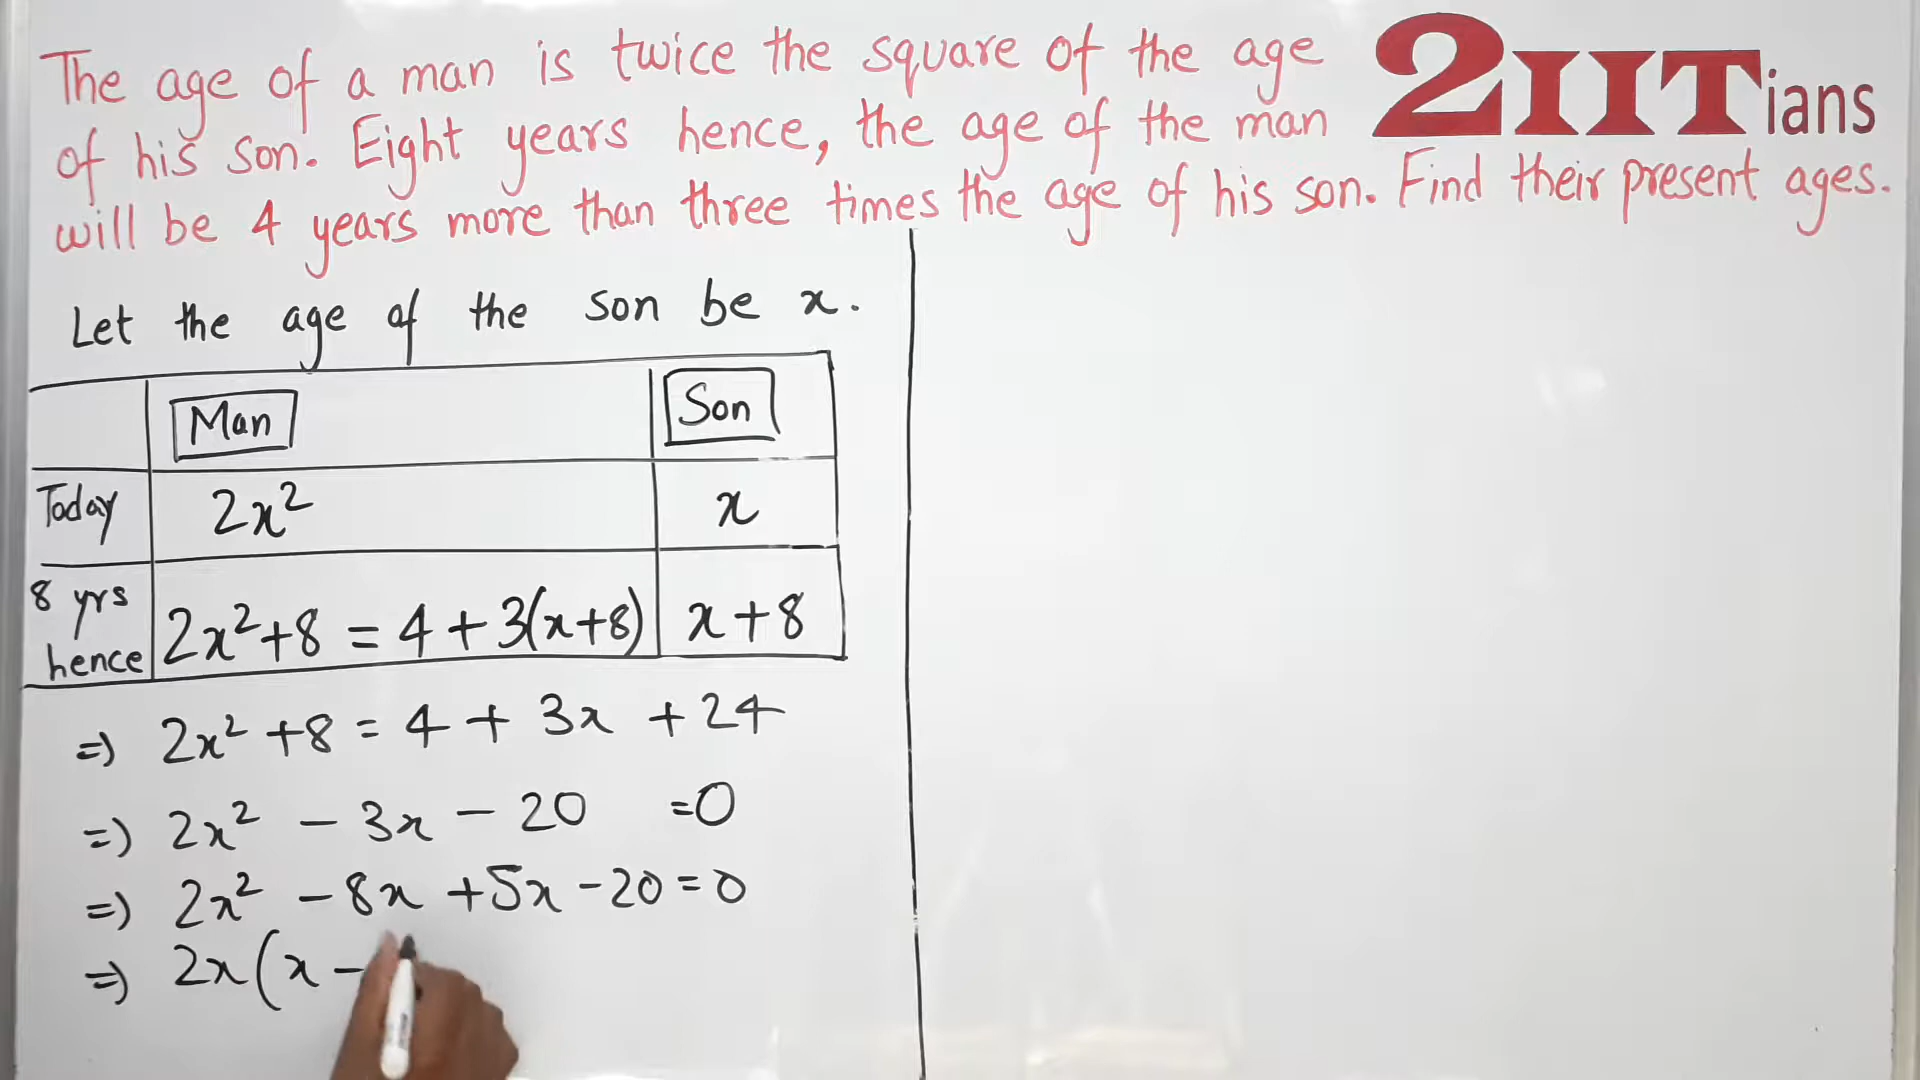 The age of a man is twice the square of the age
of his son. Eight years hence, the age of the man
will be 4 years more than three times the age of his son. Find their present ages.
2IITians
Let the age of the son be x.
Man Son
Today 2x² x
8 yrs hence 2x²+8 = 4+3(x+8) x+8
=) 2x² +8 = 4 + 3x + 24
=) 2x² - 3x - 20 =0
=) 2x² - 8x +5x - 20 = 0
=) 2x(x -